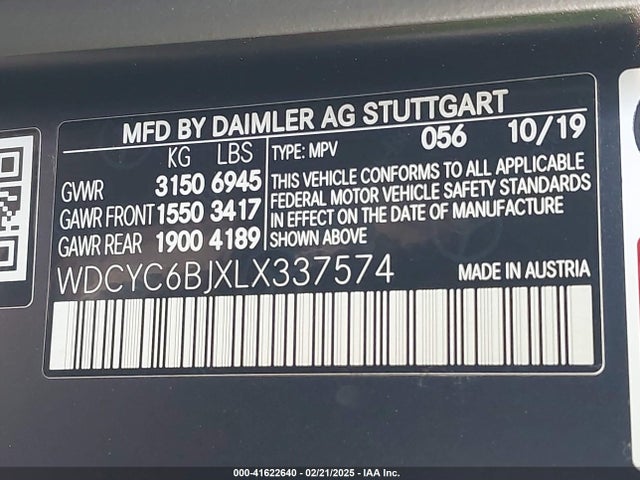 MFD BY DAIMLER AG STUTTGART
KG LBS TYPE: MPV 056 10/19
GVWR 3150 6945 THIS VEHICLE CONFORMS TO ALL APPLICABLE
GAWR FRONT 1550 3417 FEDERAL MOTOR VEHICLE SAFETY STANDARDS
GAWR REAR 1900 4189 IN EFFECT ON THE DATE OF MANUFACTURE
SHOWN ABOVE
WDCYC6BJXLX337574 MADE IN AUSTRIA
000-41622640 - 02/21/2025 - IAA Inc.